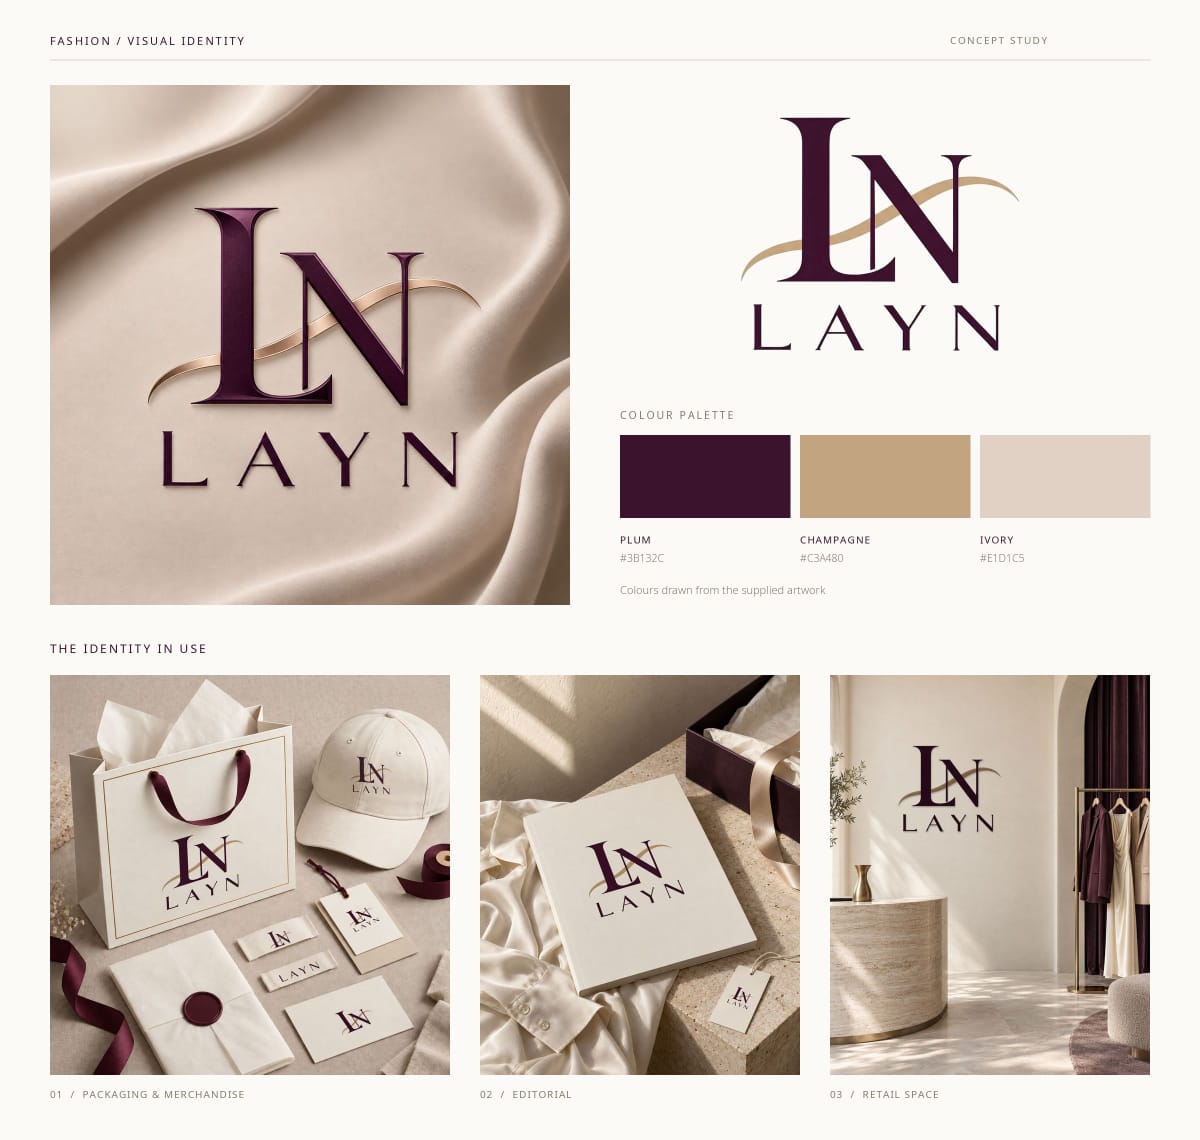 FASHION / VISUAL IDENTITY
CONCEPT STUDY
LN
LAYN
LN
LAYN
COLOUR PALETTE
PLUM
#3B132C
CHAMPAGNE
#C3A480
IVORY
#E1D1C5
Colours drawn from the supplied artwork
THE IDENTITY IN USE
LN
LAYN
LN
LAYN
LN
LAYN
LN
LAYN
LN
LN
LAYN
LN
LAYN
LN
LAYN
01 / PACKAGING & MERCHANDISE
02 / EDITORIAL
03 / RETAIL SPACE